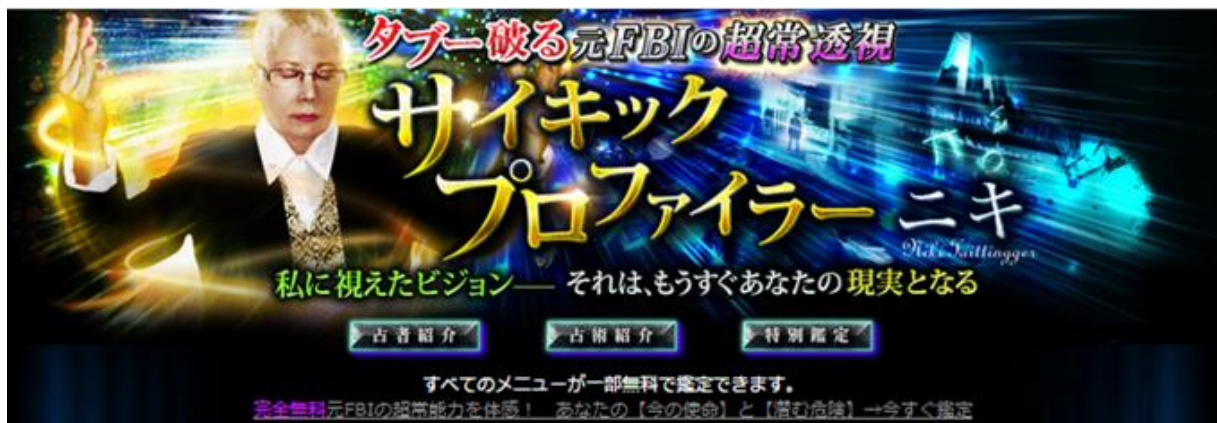 タブー破る元FBIの超常透視
サイキック
プロファイラー ニキ
私に視えたビジョン― それは、もうすぐあなたの現実となる
占者紹介 占術紹介 特別鑑定
すべてのメニューが一部無料で鑑定できます。
完全無料元FBIの超常能力を体感！ あなたの【今の使命】と【潜む危険】→今すぐ鑑定